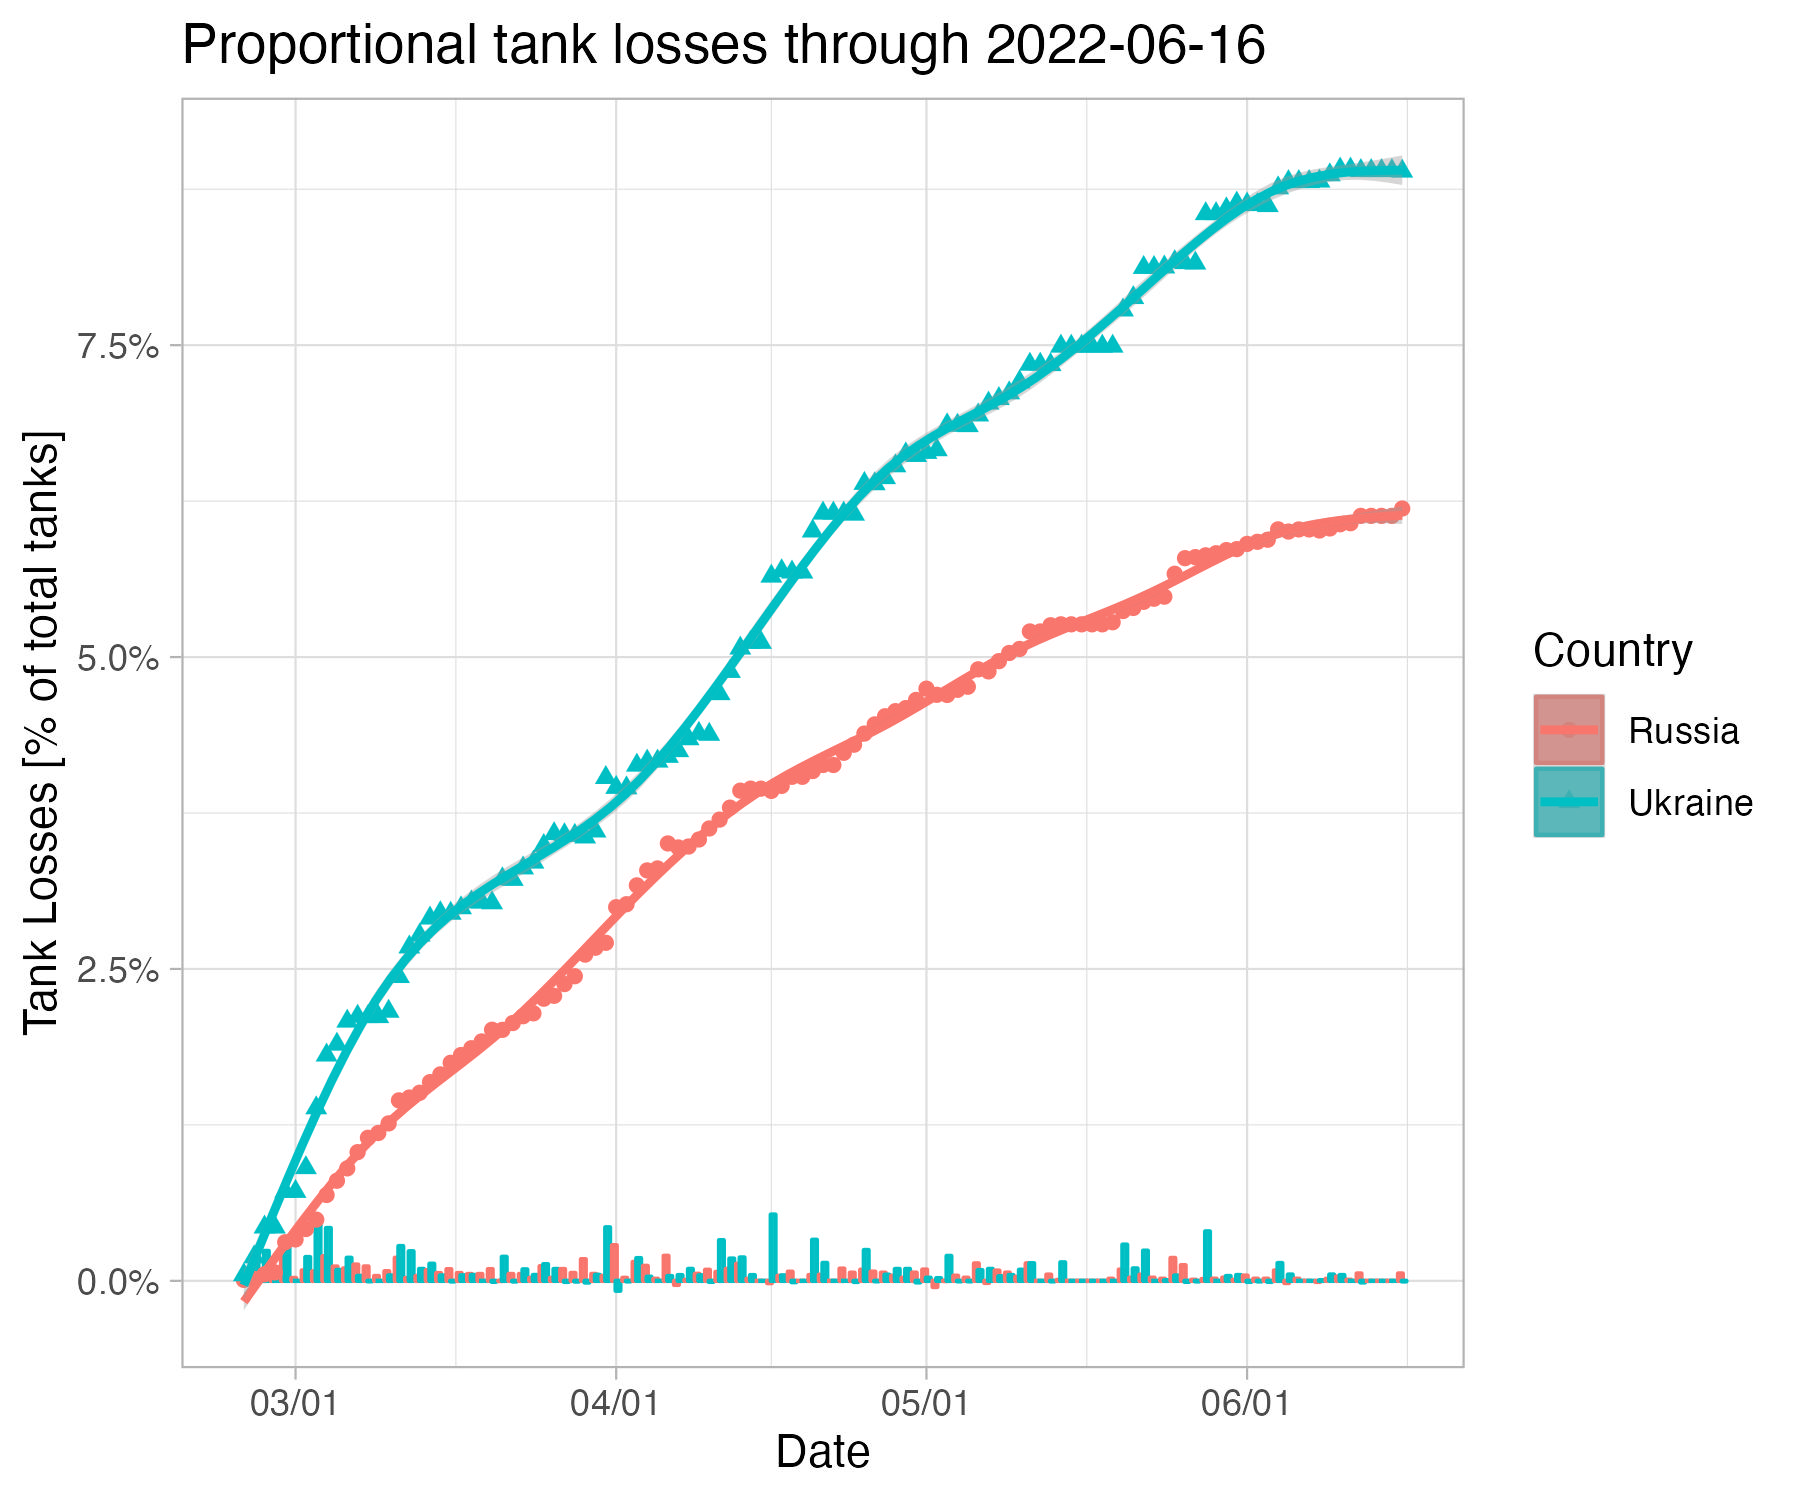 Proportional tank losses through 2022-06-16
Tank Losses [% of total tanks]
7.5%
5.0%
2.5%
0.0%
03/01
04/01
05/01
06/01
Date
Country
Russia
Ukraine